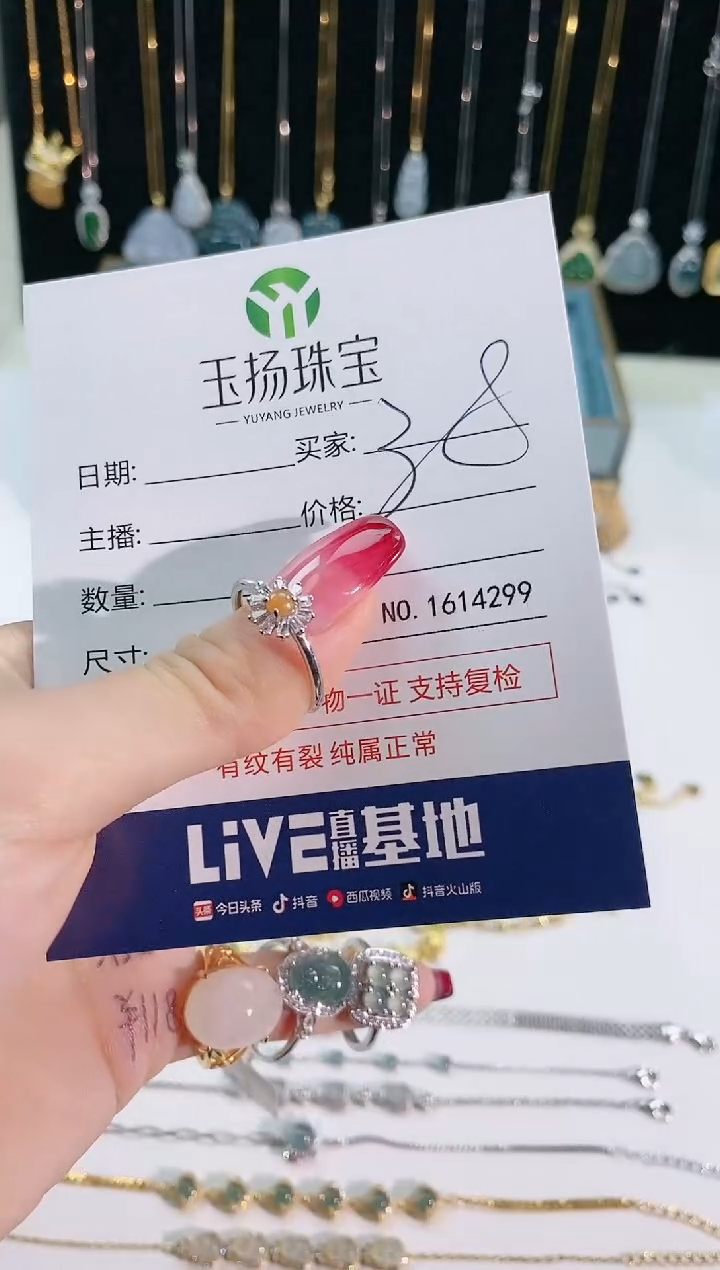 玉扬珠宝
YUYANG JEWELRY
日期: 买家: 38
主播: 价格:
数量:
NO. 1614299
尺寸:
物一证 支持复检
有纹有裂 纯属正常
LiVE直播基地
今日头条 抖音 西瓜视频 抖音火山版
¥118